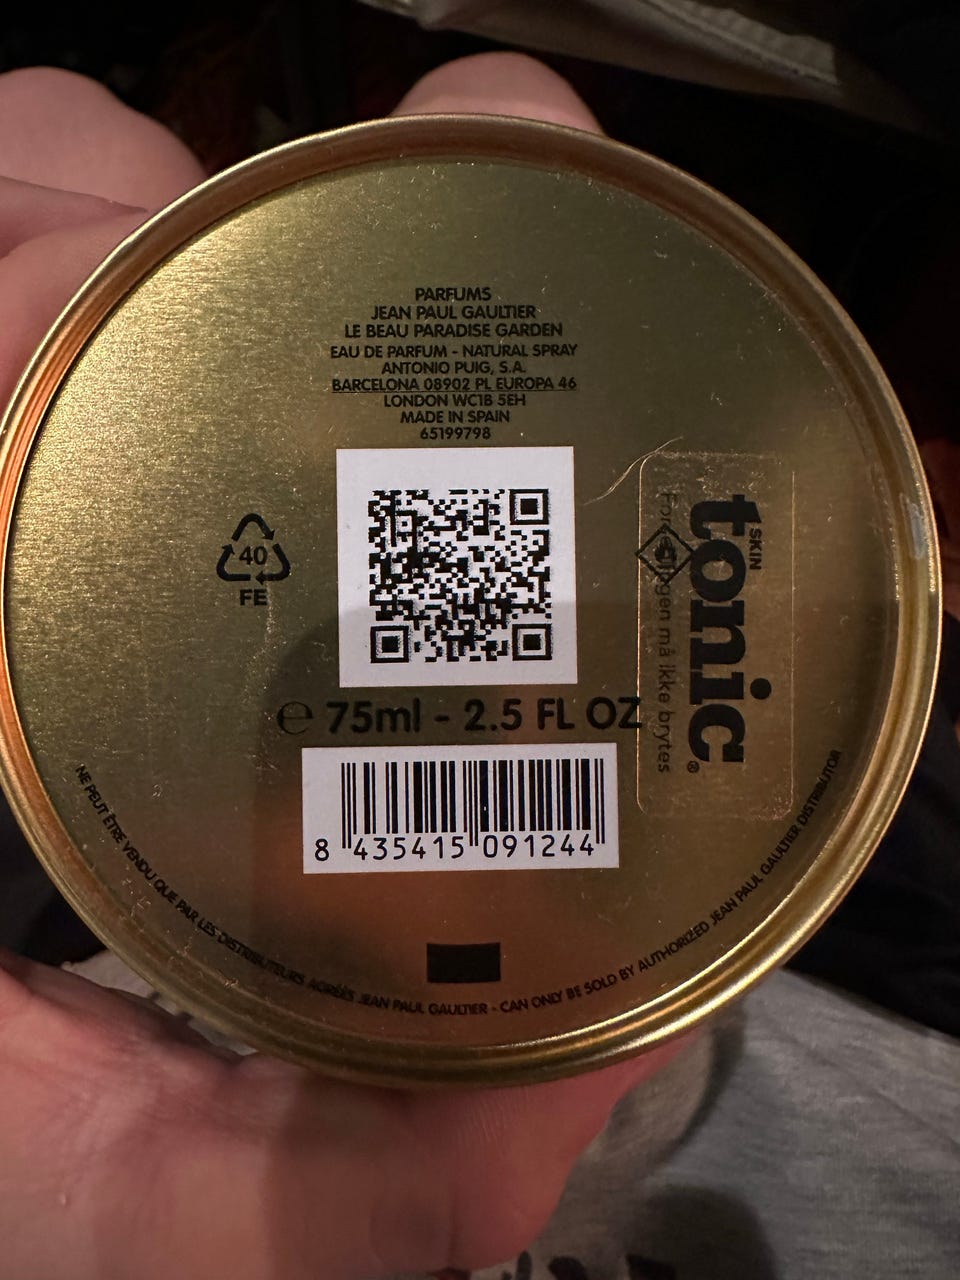 PARFUMS
JEAN PAUL GAULTIER
LE BEAU PARADISE GARDEN
EAU DE PARFUM - NATURAL SPRAY
ANTONIO PUIG, S.A.
BARCELONA 08902 PL EUROPA 46
LONDON WC1B 5EH
MADE IN SPAIN
65199798
40
FE
SKIN
tonic®
må ikke brytes
℮ 75ml - 2.5 FL OZ
8 435415 091244
NE PEUT ÊTRE VENDU QUE PAR LES DISTRIBUTEURS AGRÉÉS JEAN PAUL GAULTIER - CAN ONLY BE SOLD BY AUTHORIZED JEAN PAUL GAULTIER DISTRIBUTOR